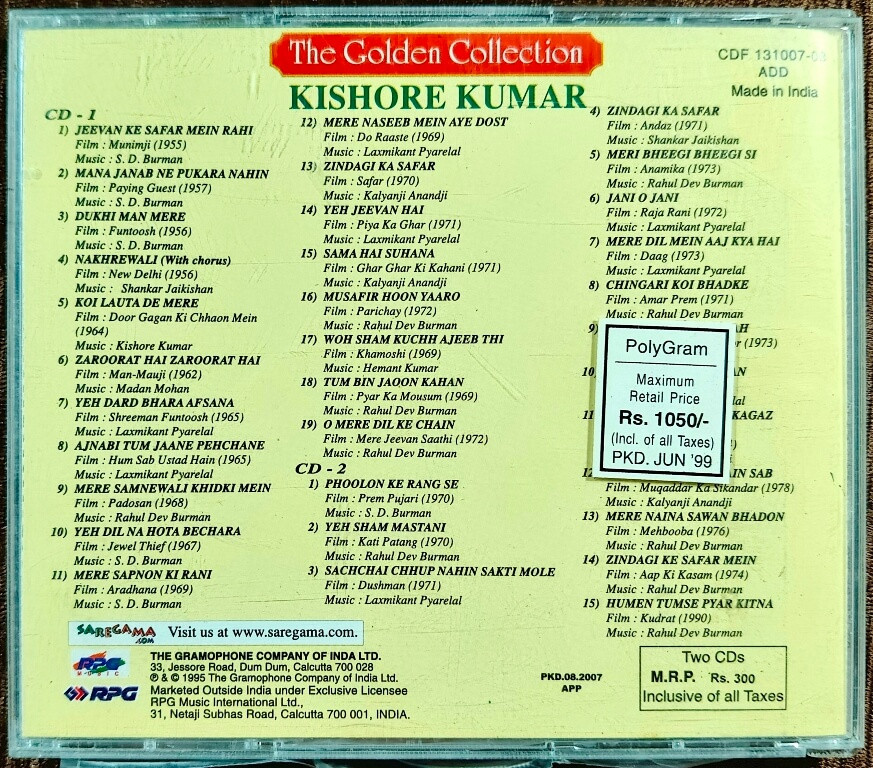 The Golden Collection
KISHORE KUMAR
CDF 131007-0
ADD
Made in India
CD - 1
1) JEEVAN KE SAFAR MEIN RAHI
Film : Munimji (1955)
Music : S. D. Burman
2) MANA JANAB NE PUKARA NAHIN
Film : Paying Guest (1957)
Music : S. D. Burman
3) DUKHI MAN MERE
Film : Funtoosh (1956)
Music : S. D. Burman
4) NAKHREWALI (With chorus)
Film : New Delhi (1956)
Music : Shankar Jaikishan
5) KOI LAUTA DE MERE
Film : Door Gagan Ki Chhaon Mein
(1964)
Music : Kishore Kumar
6) ZAROORAT HAI ZAROORAT HAI
Film : Man-Mauji (1962)
Music : Madan Mohan
7) YEH DARD BHARA AFSANA
Film : Shreeman Funtoosh (1965)
Music : Laxmikant Pyarelal
8) AJNABI TUM JAANE PEHCHANE
Film : Hum Sab Ustad Hain (1965)
Music : Laxmikant Pyarelal
9) MERE SAMNEWALI KHIDKI MEIN
Film : Padosan (1968)
Music : Rahul Dev Burman
10) YEH DIL NA HOTA BECHARA
Film : Jewel Thief (1967)
Music : S. D. Burman
11) MERE SAPNON KI RANI
Film : Aradhana (1969)
Music : S. D. Burman
12) MERE NASEEB MEIN AYE DOST
Film : Do Raaste (1969)
Music : Laxmikant Pyarelal
13) ZINDAGI KA SAFAR
Film : Safar (1970)
Music : Kalyanji Anandji
14) YEH JEEVAN HAI
Film : Piya Ka Ghar (1971)
Music : Laxmikant Pyarelal
15) SAMA HAI SUHANA
Film : Ghar Ghar Ki Kahani (1971)
Music : Kalyanji Anandji
16) MUSAFIR HOON YAARO
Film : Parichay (1972)
Music : Rahul Dev Burman
17) WOH SHAM KUCHH AJEEB THI
Film : Khamoshi (1969)
Music : Hemant Kumar
18) TUM BIN JAOON KAHAN
Film : Pyar Ka Mousum (1969)
Music : Rahul Dev Burman
19) O MERE DIL KE CHAIN
Film : Mere Jeevan Saathi (1972)
Music : Rahul Dev Burman
CD - 2
1) PHOOLON KE RANG SE
Film : Prem Pujari (1970)
Music : S. D. Burman
2) YEH SHAM MASTANI
Film : Kati Patang (1970)
Music : Rahul Dev Burman
3) SACHCHAI CHHUP NAHIN SAKTI MOLE
Film : Dushman (1971)
Music : Laxmikant Pyarelal
4) ZINDAGI KA SAFAR
Film : Andaz (1971)
Music : Shankar Jaikishan
5) MERI BHEEGI BHEEGI SI
Film : Anamika (1973)
Music : Rahul Dev Burman
6) JANI O JANI
Film : Raja Rani (1972)
Music : Laxmikant Pyarelal
7) MERE DIL MEIN AAJ KYA HAI
Film : Daag (1973)
Music : Laxmikant Pyarelal
8) CHINGARI KOI BHADKE
Film : Amar Prem (1971)
Music : Rahul Dev Burman
9)
(1973)
10)
11) KAGAZ
SAB
Film : Muqaddar Ka Sikandar (1978)
Music : Kalyanji Anandji
13) MERE NAINA SAWAN BHADON
Film : Mehbooba (1976)
Music : Rahul Dev Burman
14) ZINDAGI KE SAFAR MEIN
Film : Aap Ki Kasam (1974)
Music : Rahul Dev Burman
15) HUMEN TUMSE PYAR KITNA
Film : Kudrat (1990)
Music : Rahul Dev Burman
PolyGram
Maximum
Retail Price
Rs. 1050/-
(Incl. of all Taxes)
PKD. JUN '99
SAREGAMA.COM Visit us at www.saregama.com.
RPG
MUSIC
RPG
THE GRAMOPHONE COMPANY OF INDIA LTD.
33, Jessore Road, Dum Dum, Calcutta 700 028
℗ & © 1995 The Gramophone Company of India Ltd.
Marketed Outside India under Exclusive Licensee
RPG Music International Ltd.,
31, Netaji Subhas Road, Calcutta 700 001, INDIA.
PKD.08.2007
APP
Two CDs
M.R.P. Rs. 300
Inclusive of all Taxes